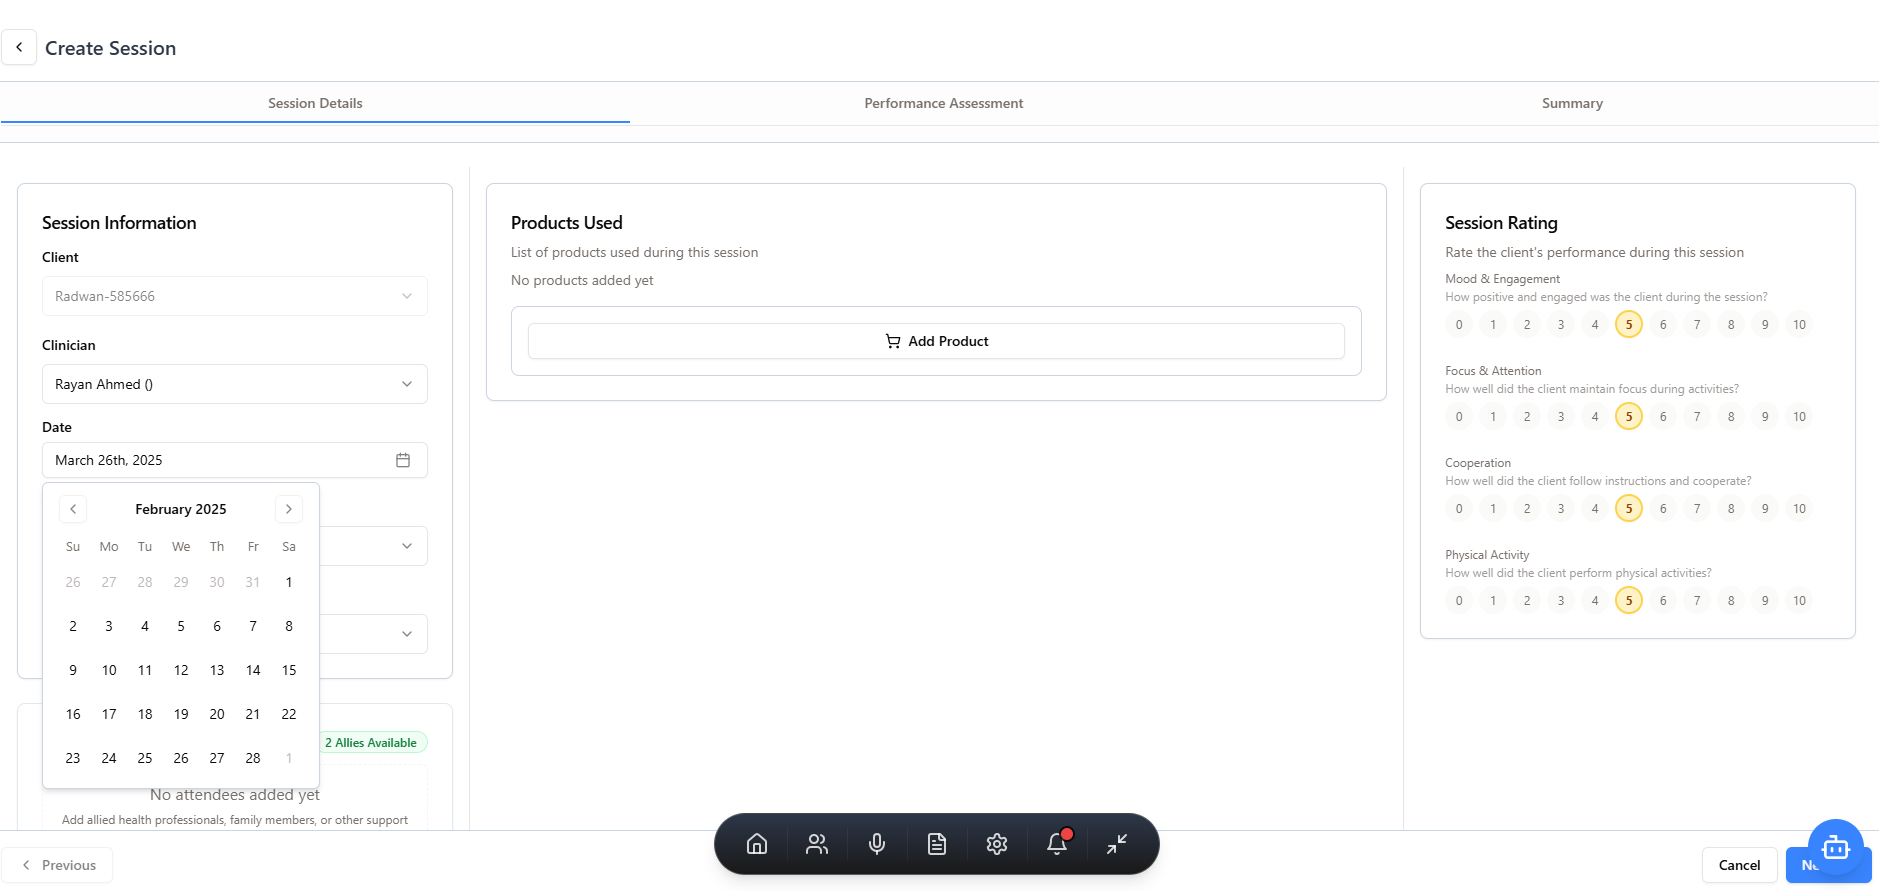 Create Session
Session Details
Performance Assessment
Summary
Session Information
Client
Radwan-585666
Clinician
Rayan Ahmed ()
Date
March 26th, 2025
February 2025
Su Mo Tu We Th Fr Sa
26 27 28 29 30 31 1
2 3 4 5 6 7 8
9 10 11 12 13 14 15
16 17 18 19 20 21 22
23 24 25 26 27 28 1
2 Allies Available
No attendees added yet
Add allied health professionals, family members, or other support
Products Used
List of products used during this session
No products added yet
Add Product
Session Rating
Rate the client's performance during this session
Mood & Engagement
How positive and engaged was the client during the session?
0 1 2 3 4 5 6 7 8 9 10
Focus & Attention
How well did the client maintain focus during activities?
0 1 2 3 4 5 6 7 8 9 10
Cooperation
How well did the client follow instructions and cooperate?
0 1 2 3 4 5 6 7 8 9 10
Physical Activity
How well did the client perform physical activities?
0 1 2 3 4 5 6 7 8 9 10
Previous
Cancel